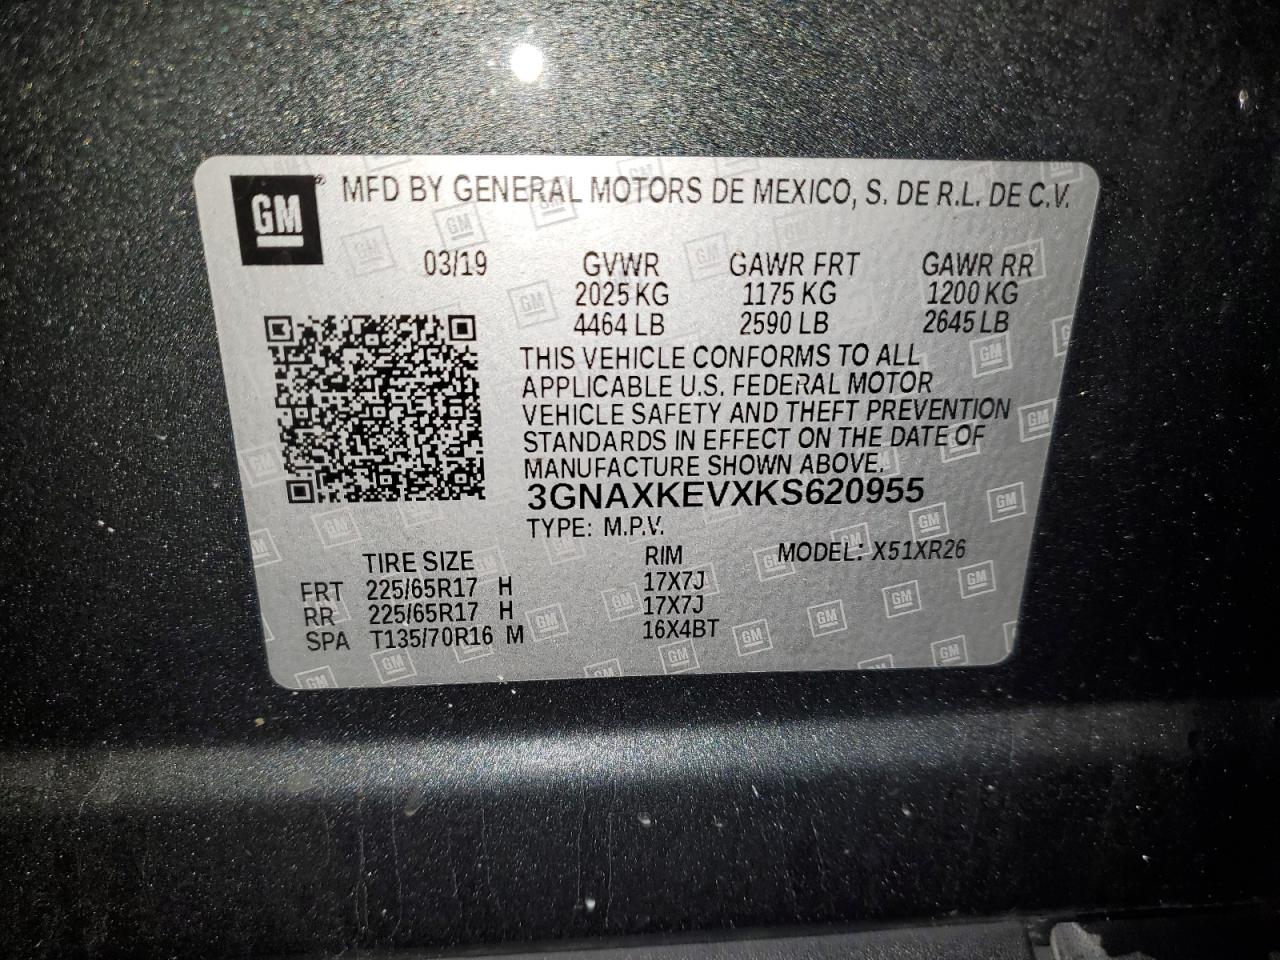 GM MFD BY GENERAL MOTORS DE MEXICO, S. DE R.L. DE C.V.
03/19 GVWR GAWR FRT GAWR RR
2025 KG 1175 KG 1200 KG
4464 LB 2590 LB 2645 LB
THIS VEHICLE CONFORMS TO ALL
APPLICABLE U.S. FEDERAL MOTOR
VEHICLE SAFETY AND THEFT PREVENTION
STANDARDS IN EFFECT ON THE DATE OF
MANUFACTURE SHOWN ABOVE.
3GNAXKEVXKS620955
TYPE: M.P.V.
TIRE SIZE RIM MODEL: X51XR26
FRT 225/65R17 H 17X7J
RR 225/65R17 H 17X7J
SPA T135/70R16 M 16X4BT